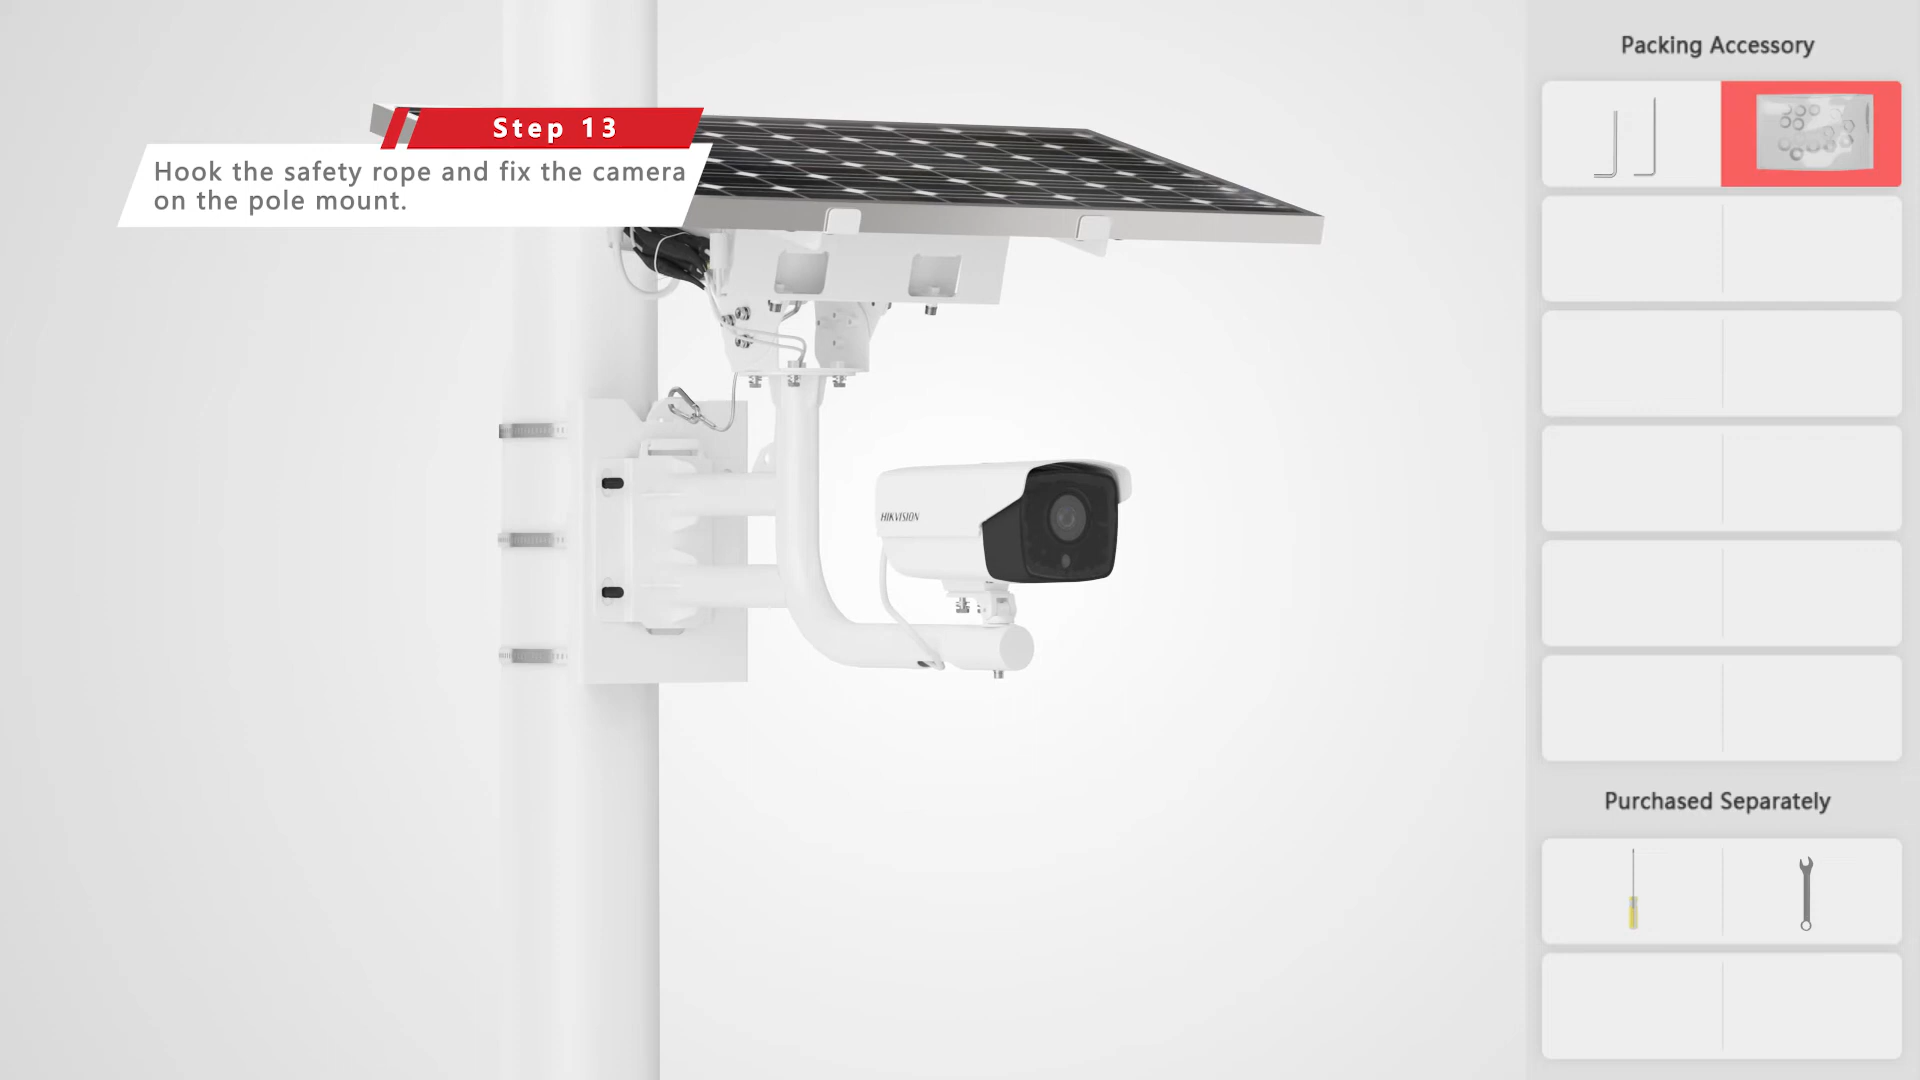 Step 13
Hook the safety rope and fix the camera
on the pole mount.
HIKVISION
Packing Accessory
Purchased Separately